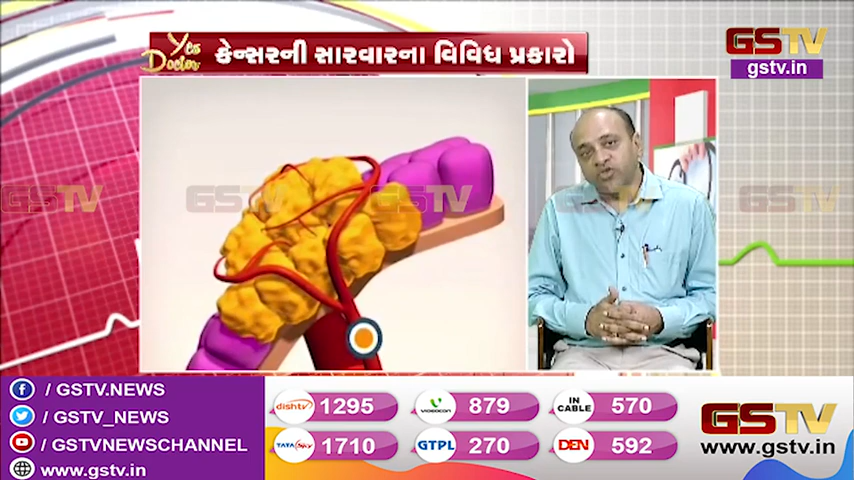 Yes Doctor
કેન્સરની સારવારના વિવિધ પ્રકારો
GSTV
gstv.in
GSTV
GSTV
GSTV
GSTV
/ GSTV.NEWS
/ GSTV_NEWS
/ GSTVNEWSCHANNEL
www.gstv.in
dishtv 1295
VIDEOCON 879
IN CABLE 570
TATA sky 1710
GTPL 270
DEN 592
GSTV
www.gstv.in